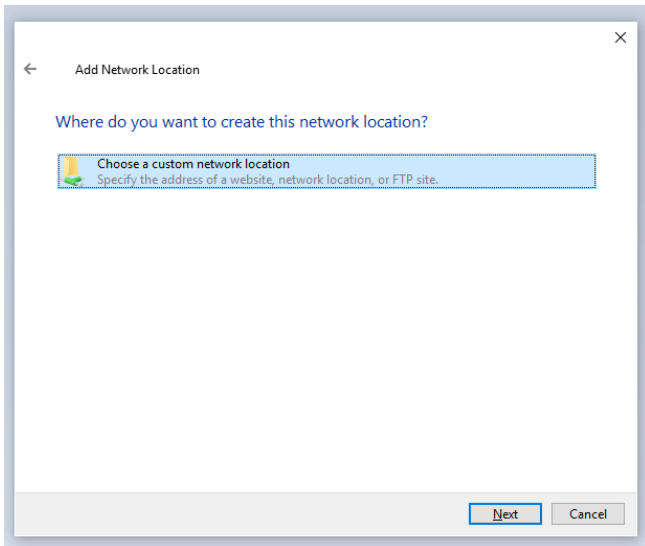 Add Network Location
Where do you want to create this network location?
Choose a custom network location
Specify the address of a website, network location, or FTP site.
Next Cancel